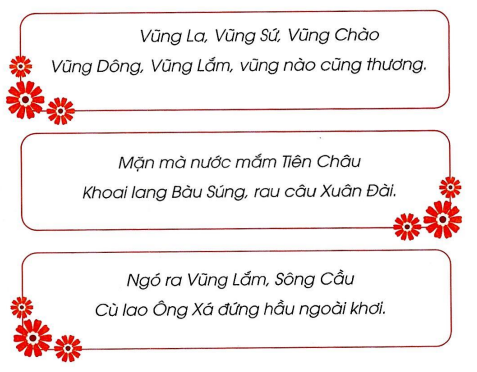 Vũng La, Vũng Sứ, Vũng Chào
Vũng Dông, Vũng Lắm, vũng nào cũng thương.
Mặn mà nước mắm Tiên Châu
Khoai lang Bàu Súng, rau câu Xuân Đài.
Ngó ra Vũng Lắm, Sông Cầu
Cù lao Ông Xá đứng hầu ngoài khơi.